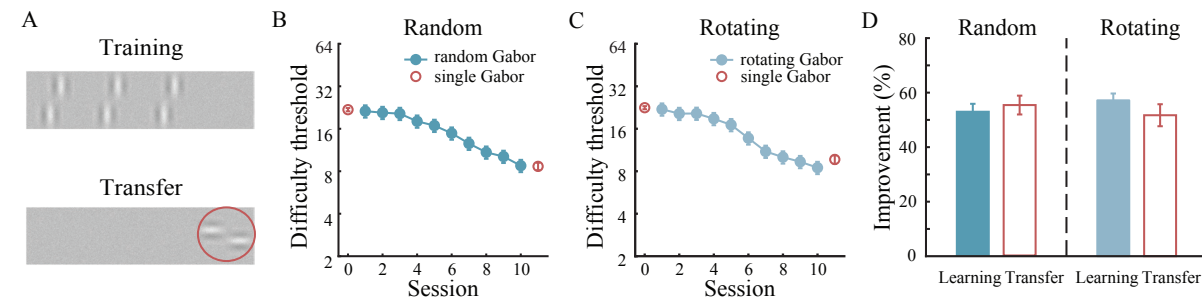 A
Training
Transfer
B
Random
random Gabor
single Gabor
Difficulty threshold
64
32
16
8
4
2
0 2 4 6 8 10
Session
C
Rotating
rotating Gabor
single Gabor
Difficulty threshold
64
32
16
8
4
2
0 2 4 6 8 10
Session
D
Random Rotating
Improvement (%)
80
60
40
20
0
Learning Transfer Learning Transfer